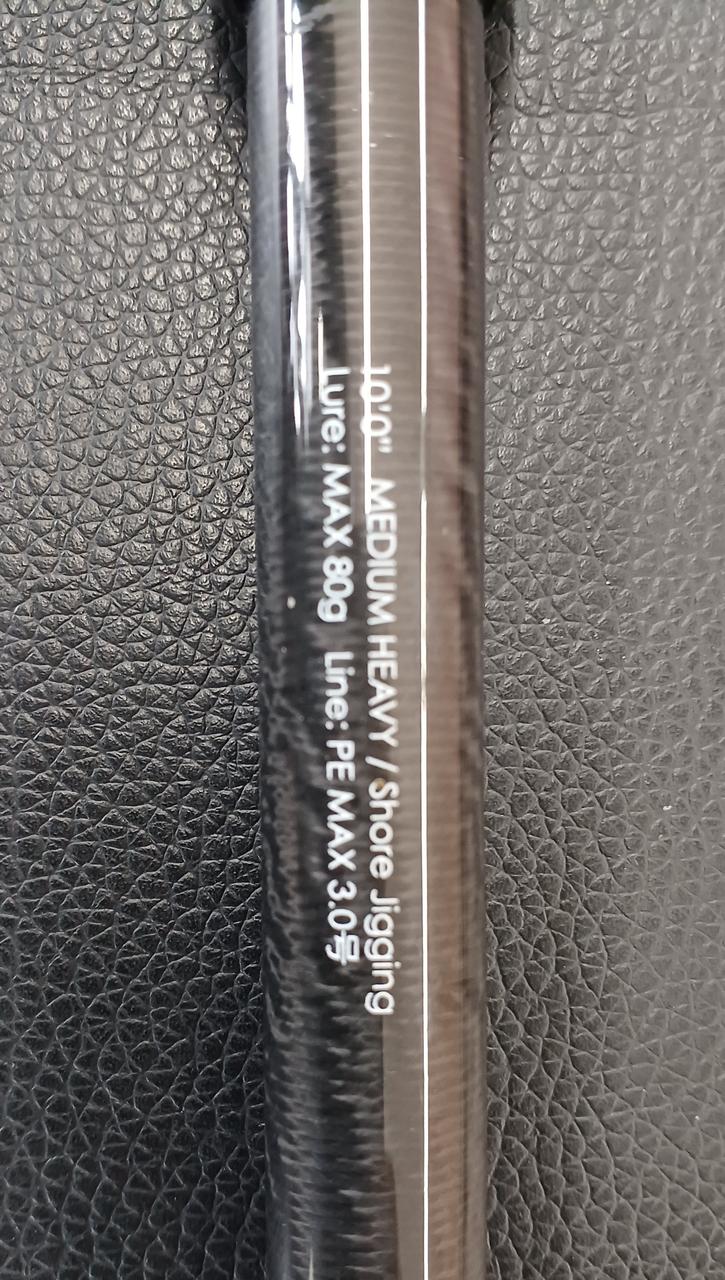 10'0" MEDIUM HEAVY / Shore Jigging
Lure: MAX 80g Line: PE MAX 3.0号